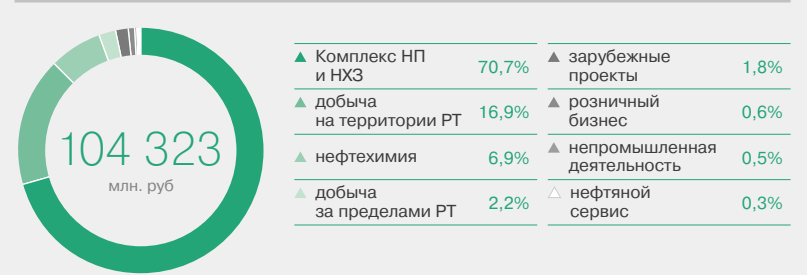 104 323
млн. руб
Комплекс НП
и НХЗ
70,7%
добыча
на территории РТ
16,9%
нефтехимия
6,9%
добыча
за пределами РТ
2,2%
зарубежные
проекты
1,8%
розничный
бизнес
0,6%
непромышленная
деятельность
0,5%
нефтяной
сервис
0,3%